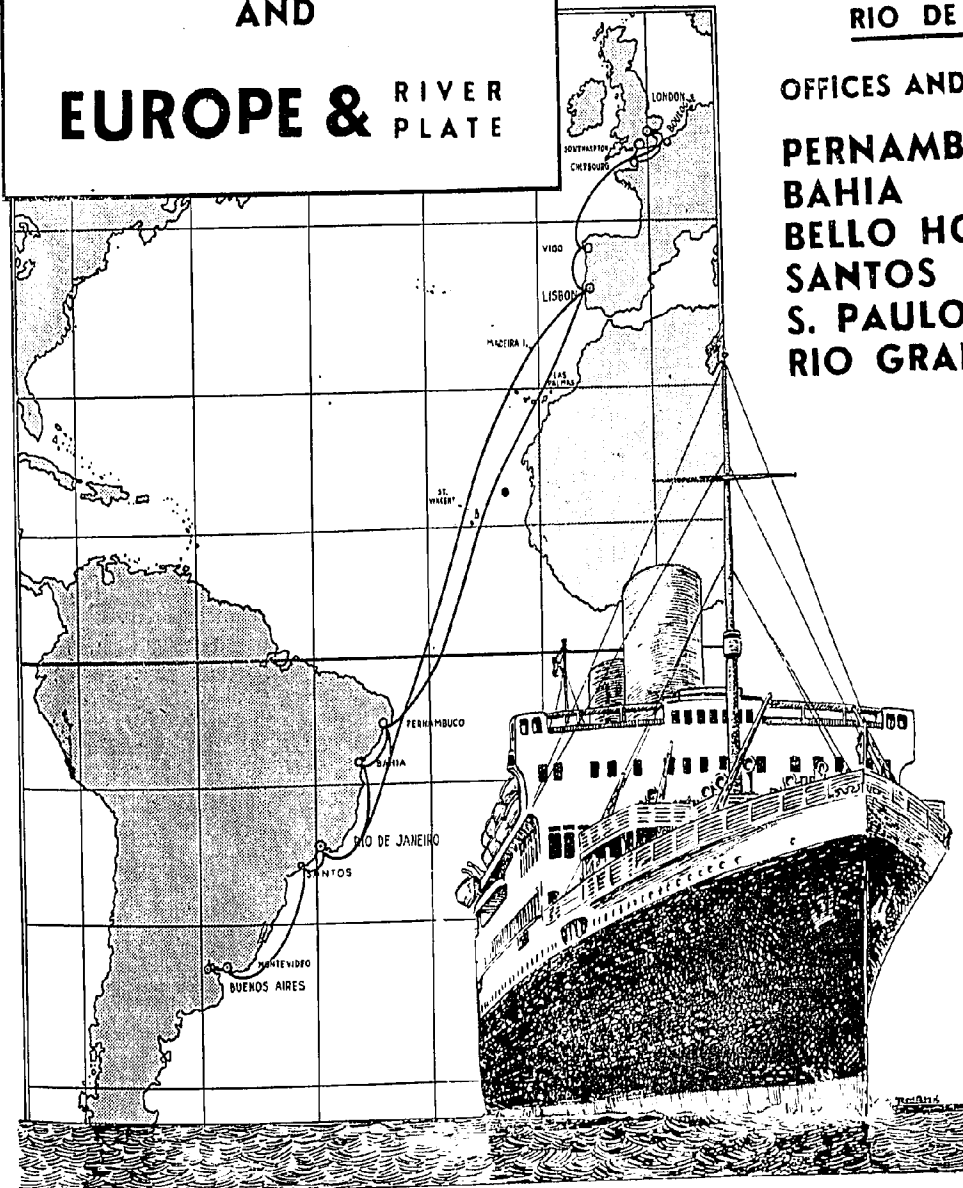 AND
EUROPE & RIVER
PLATE
RIO DE
OFFICES AND
PERNAMB
BAHIA
BELLO HO
SANTOS
S. PAULO
RIO GRA
LONDON
BOULOGNE
SOUTHAMPTON
CHERBOURG
VIGO
LISBON
MADEIRA I.
LAS
PALMAS
ST.
VINCENT
PERNAMBUCO
BAHIA
RIO DE JANEIRO
SANTOS
MONTEVIDEO
BUENOS AIRES